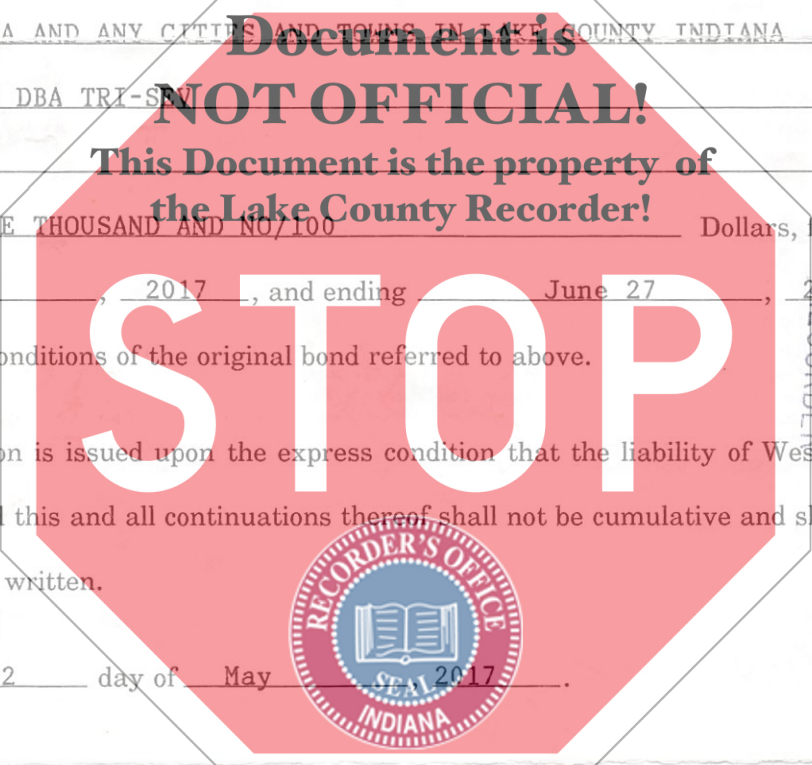 A AND ANY CITIES AND TOWNS IN LAKE COUNTY INDIANA
Document is
DBA TRI-SEV
NOT OFFICIAL!
This Document is the property of
the Lake County Recorder!
E THOUSAND AND NO/100 Dollars, f
, 2017 , and ending June 27 , 2
STOP
onditions of the original bond referred to above.
on is issued upon the express condition that the liability of Wes
this and all continuations thereof shall not be cumulative and s
written.
RECORDER'S OFFICE
2 day of May , 2017 .
SEAL
INDIANA